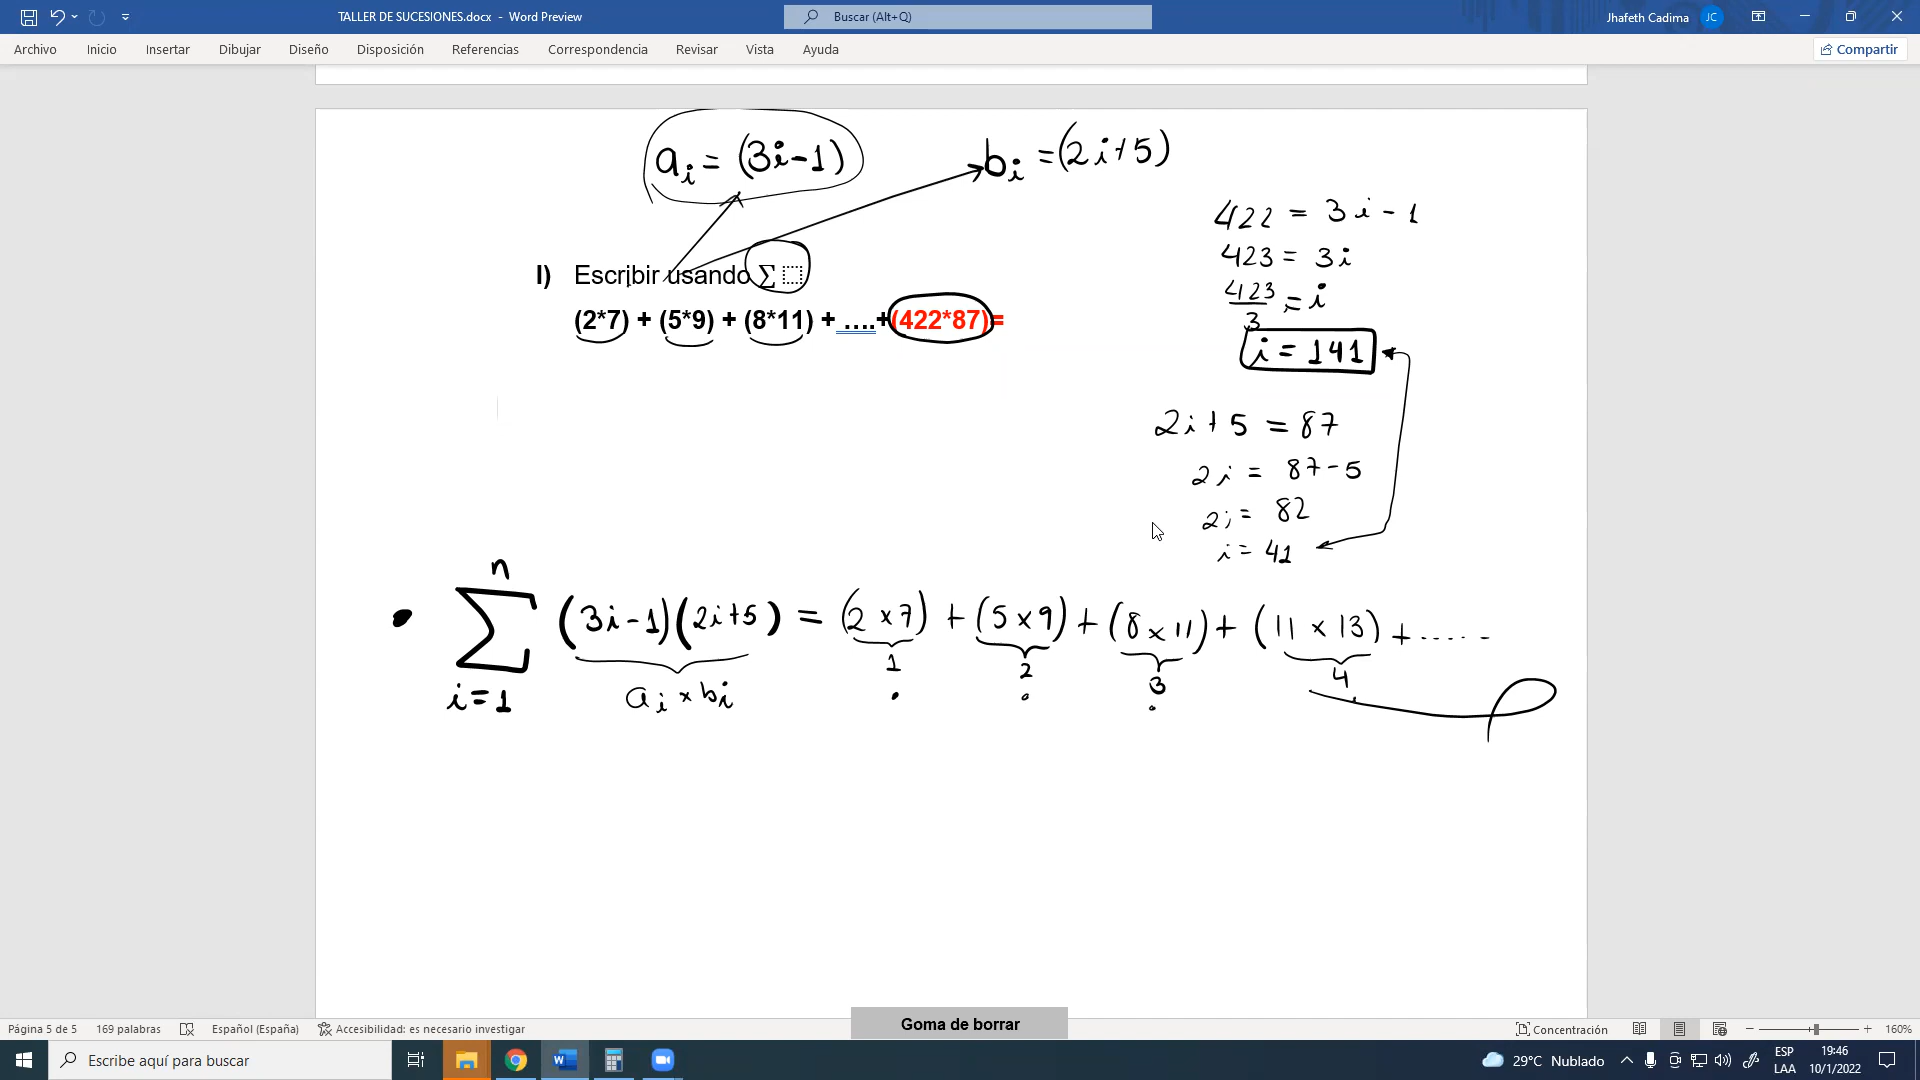 TALLER DE SUCESIONES.docx - Word Preview
Buscar (Alt+Q)
Jhafeth Cadima
JC
Archivo Inicio Insertar Dibujar Diseño Disposición Referencias Correspondencia Revisar Vista Ayuda
Compartir
aᵢ = (3i-1)
bᵢ = (2i+5)
422 = 3i - 1
423 = 3i
423/3 = i
i = 141
I) Escribir usando ∑ ⬚
(2*7) + (5*9) + (8*11) + ….+(422*87)=
2i + 5 = 87
2i = 87 - 5
2i = 82
i = 41
n
∑ (3i-1)(2i+5) = (2 × 7) + (5 × 9) + (8 × 11) + (11 × 13) + ......
1 2 3 4
i=1
aᵢ × bᵢ
Goma de borrar
Página 5 de 5 169 palabras Español (España) Accesibilidad: es necesario investigar
Concentración
160%
Escribe aquí para buscar
29°C Nublado
ESP
LAA
19:46
10/1/2022